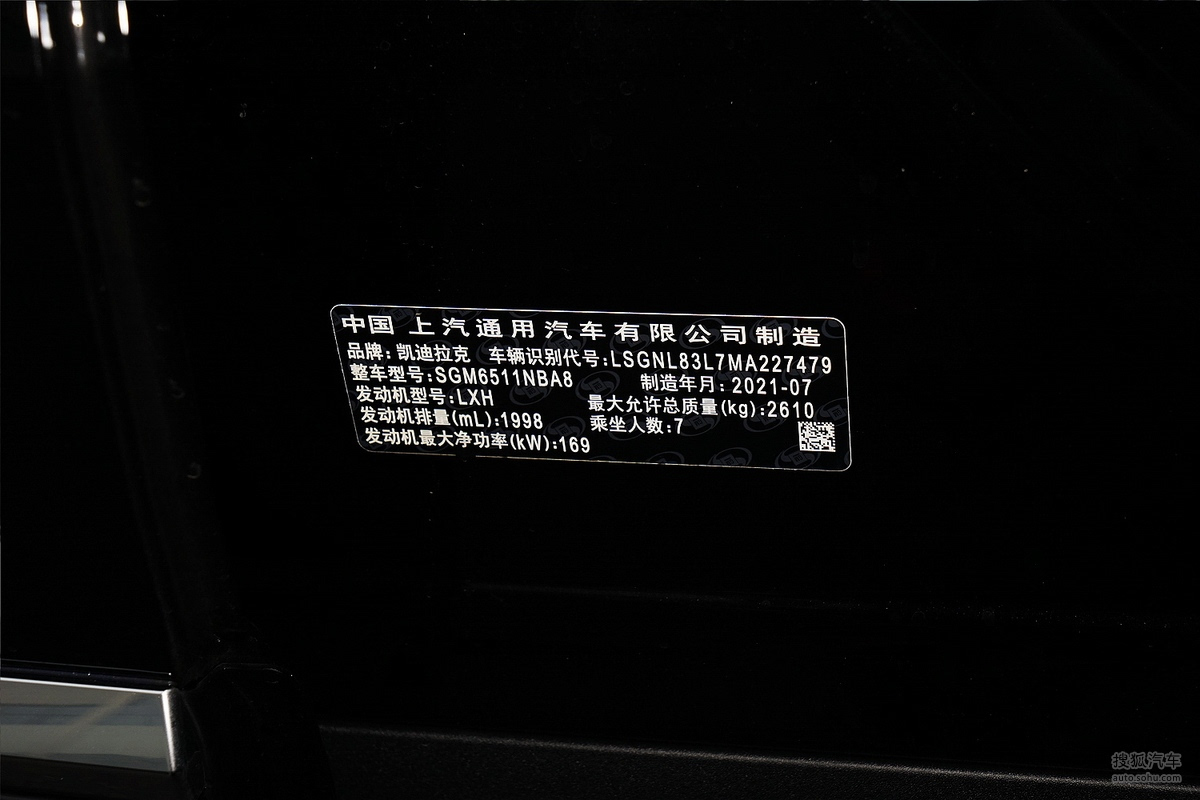 中国 上汽通用汽车有限公司制造
品牌:凯迪拉克 车辆识别代号:LSGNL83L7MA227479
整车型号:SGM6511NBA8 制造年月:2021-07
发动机型号:LXH 最大允许总质量(kg):2610
发动机排量(mL):1998 乘坐人数:7
发动机最大净功率(kW):169
搜狐汽车
auto.sohu.com